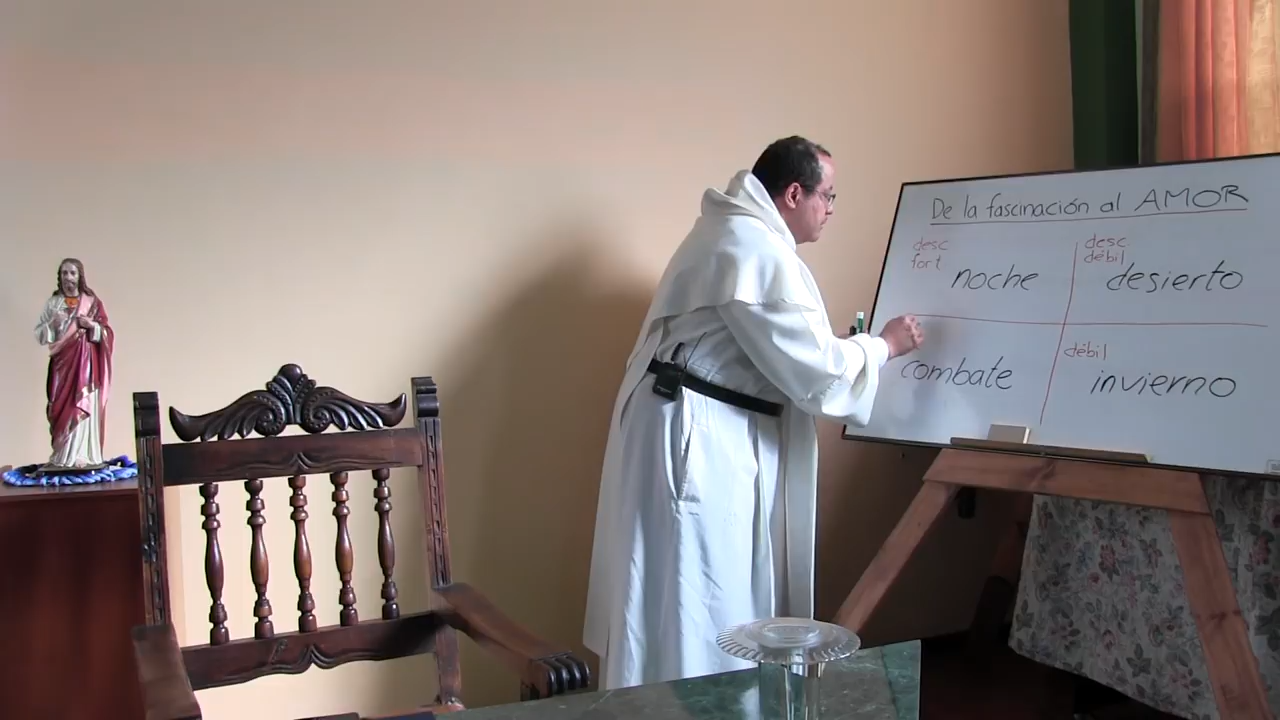 De la fascinación al AMOR
desc
fort
noche
desc.
débil
desierto
combate
débil
invierno